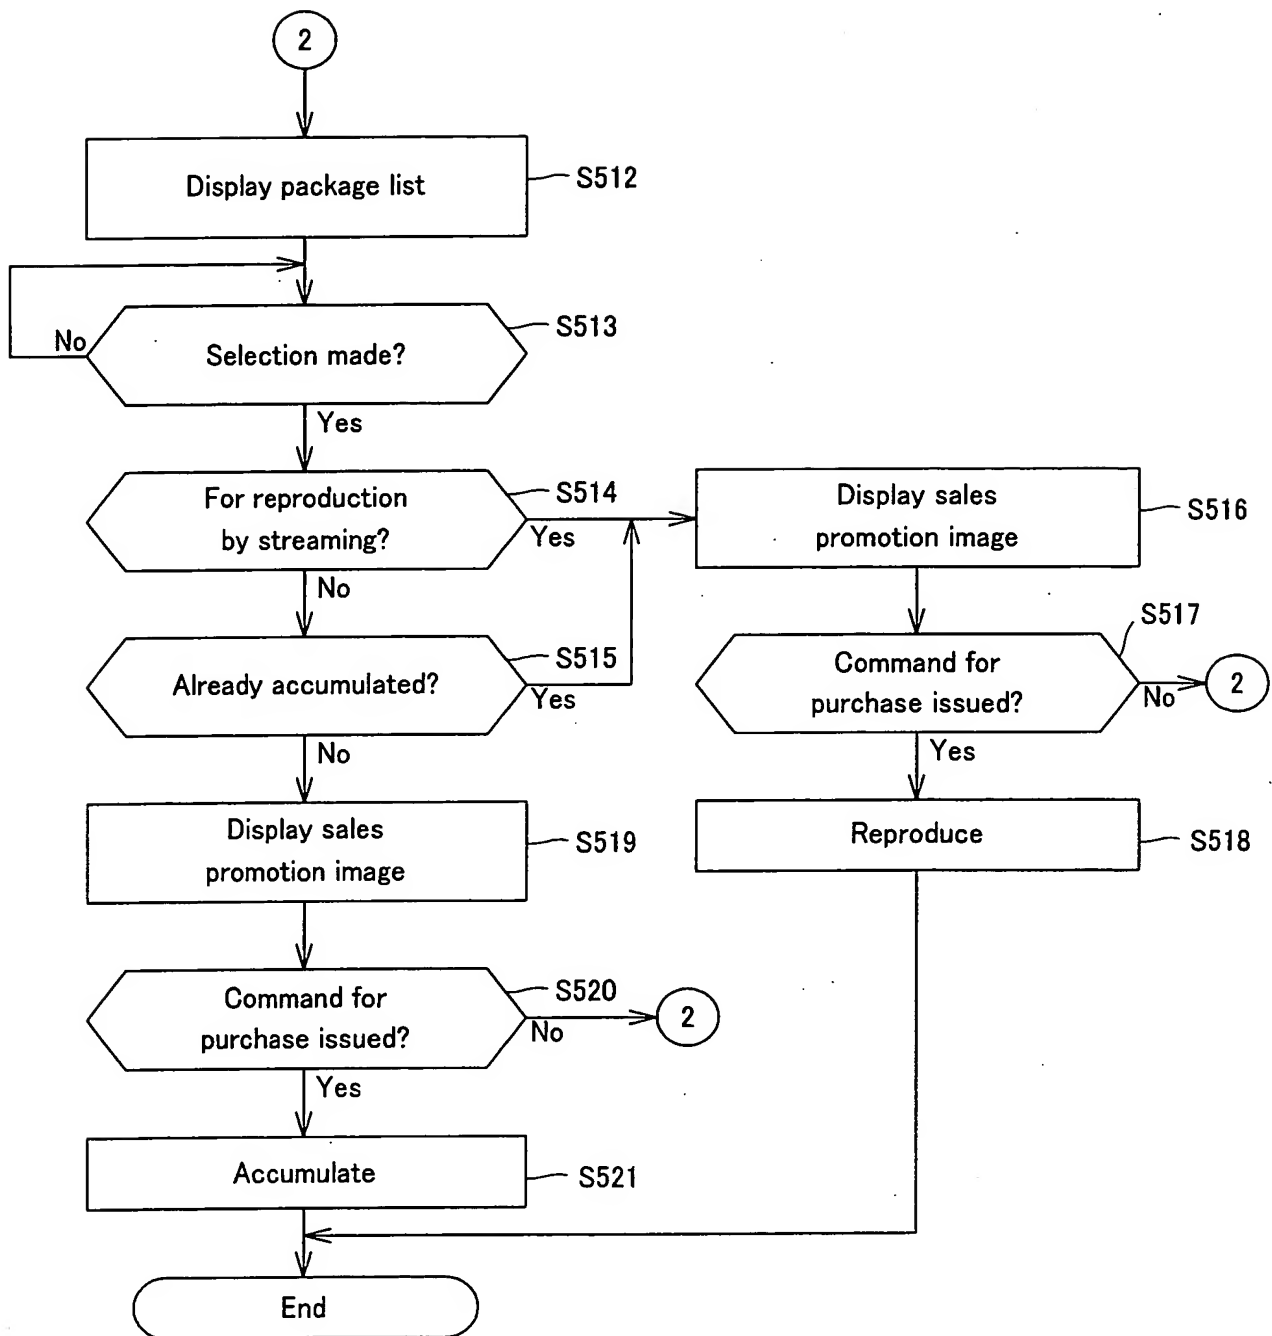 2
Display package list
S512
No
Selection made?
S513
Yes
For reproduction
by streaming?
S514
Yes
No
Display sales
promotion image
S516
Already accumulated?
S515
Yes
No
Command for
purchase issued?
S517
No
2
Yes
Reproduce
S518
Display sales
promotion image
S519
Command for
purchase issued?
S520
No
2
Yes
Accumulate
S521
End